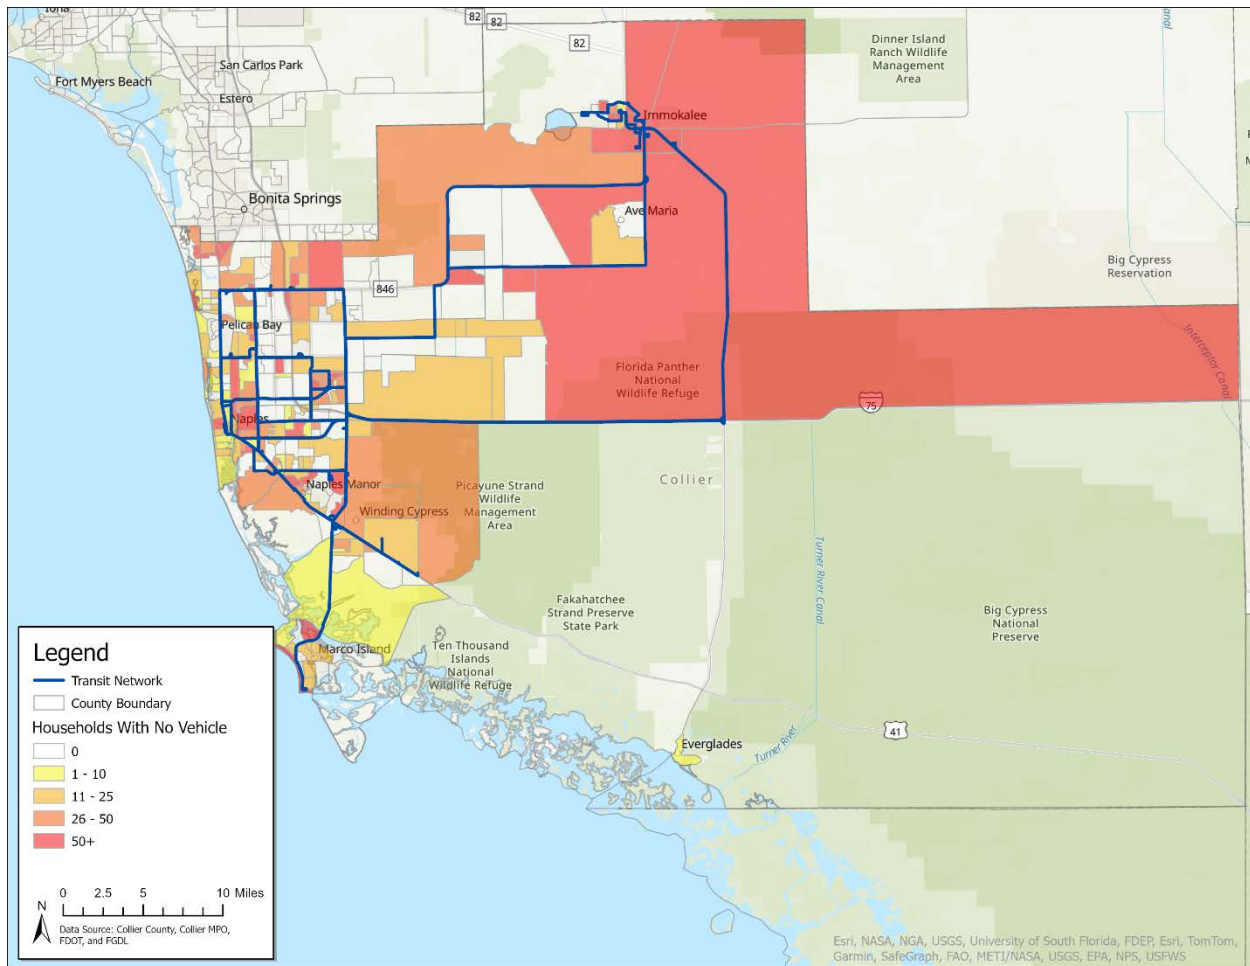 Iona
82
82
82
Dinner Island
Ranch Wildlife
Management
Area
Canal
San Carlos Park
Fort Myers Beach
Estero
Immokalee
Bonita Springs
Ave Maria
Big Cypress
Reservation
846
Pelican Bay
Interceptor Canal
Florida Panther
National
Wildlife Refuge
75
Naples
Collier
Naples Manor
Picayune Strand
Wildlife
Management
Area
Winding Cypress
Turner River Canal
Fakahatchee
Strand Preserve
State Park
Big Cypress
National
Preserve
Marco Island
Ten Thousand
Islands
National
Wildlife Refuge
41
Everglades
Turner River
Legend
Transit Network
County Boundary
Households With No Vehicle
0
1 - 10
11 - 25
26 - 50
50+
0 2.5 5 10 Miles
N
Data Source: Collier County, Collier MPO,
FDOT, and FGDL
Esri, NASA, NGA, USGS, University of South Florida, FDEP, Esri, TomTom,
Garmin, SafeGraph, FAO, METI/NASA, USGS, EPA, NPS, USFWS